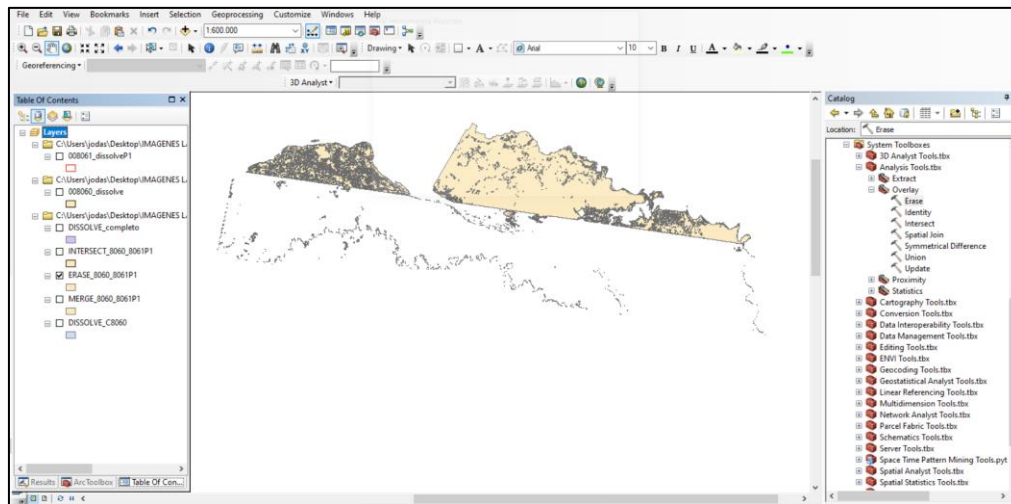 File Edit View Bookmarks Insert Selection Geoprocessing Customize Windows Help
1:600.000
Drawing Arial 10 B I U A
Georeferencing
3D Analyst
Table Of Contents
Layers
C:\Users\jodas\Desktop\IMAGENES L
008061_dissolveP1
C:\Users\jodas\Desktop\IMAGENES L
008060_dissolve
C:\Users\jodas\Desktop\IMAGENES L
DISSOLVE_completo
INTERSECT_8060_8061P1
ERASE_8060_8061P1
MERGE_8060_8061P1
DISSOLVE_C8060
Results ArcToolbox Table Of Con...
Catalog
Location: Erase
System Toolboxes
3D Analyst Tools.tbx
Analysis Tools.tbx
Extract
Overlay
Erase
Identity
Intersect
Spatial Join
Symmetrical Difference
Union
Update
Proximity
Statistics
Cartography Tools.tbx
Conversion Tools.tbx
Data Interoperability Tools.tbx
Data Management Tools.tbx
Editing Tools.tbx
ENVI Tools.tbx
Geocoding Tools.tbx
Geostatistical Analyst Tools.tbx
Linear Referencing Tools.tbx
Multidimension Tools.tbx
Network Analyst Tools.tbx
Parcel Fabric Tools.tbx
Schematics Tools.tbx
Server Tools.tbx
Space Time Pattern Mining Tools.pyt
Spatial Analyst Tools.tbx
Spatial Statistics Tools.tbx